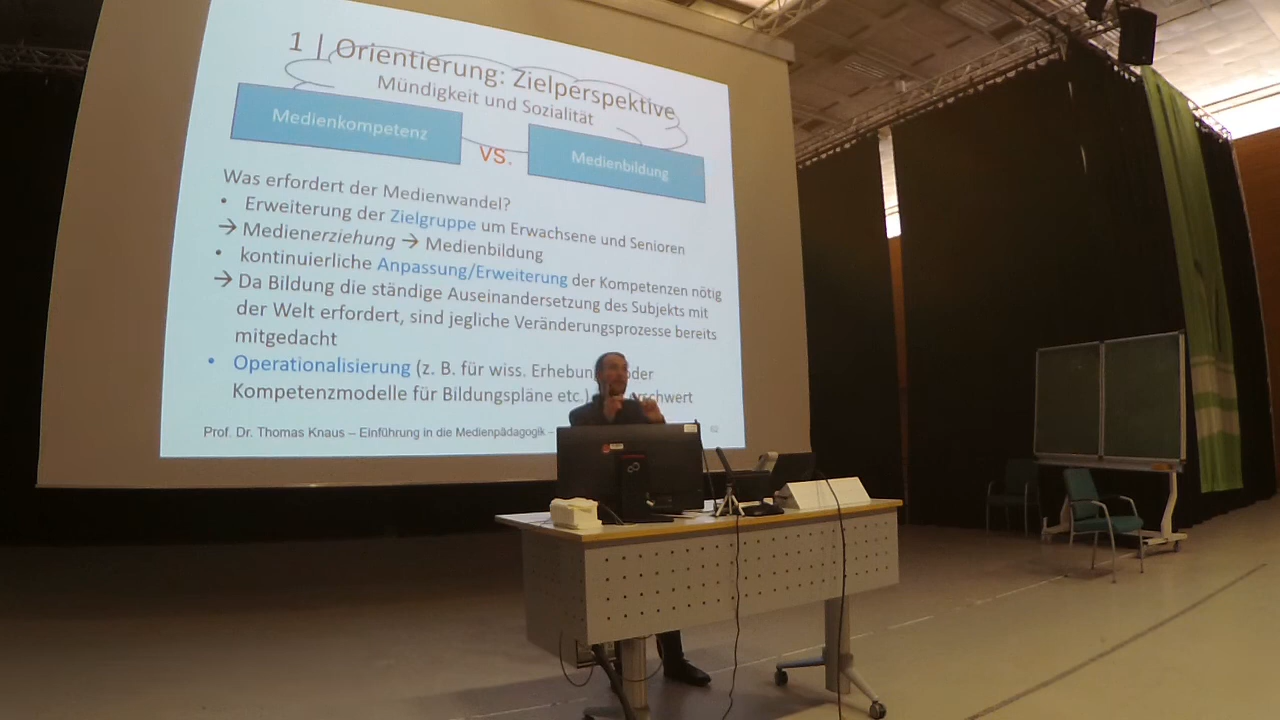 1 | Orientierung: Zielperspektive
Mündigkeit und Sozialität
Medienkompetenz
vs.
Medienbildung
Was erfordert der Medienwandel?
• Erweiterung der Zielgruppe um Erwachsene und Senioren
→ Medienerziehung → Medienbildung
• kontinuierliche Anpassung/Erweiterung der Kompetenzen nötig
→ Da Bildung die ständige Auseinandersetzung des Subjekts mit
der Welt erfordert, sind jegliche Veränderungsprozesse bereits
mitgedacht
• Operationalisierung (z. B. für wiss. Erhebun oder
Kompetenzmodelle für Bildungspläne etc.) erschwert
Prof. Dr. Thomas Knaus – Einführung in die Medienpädagogik –